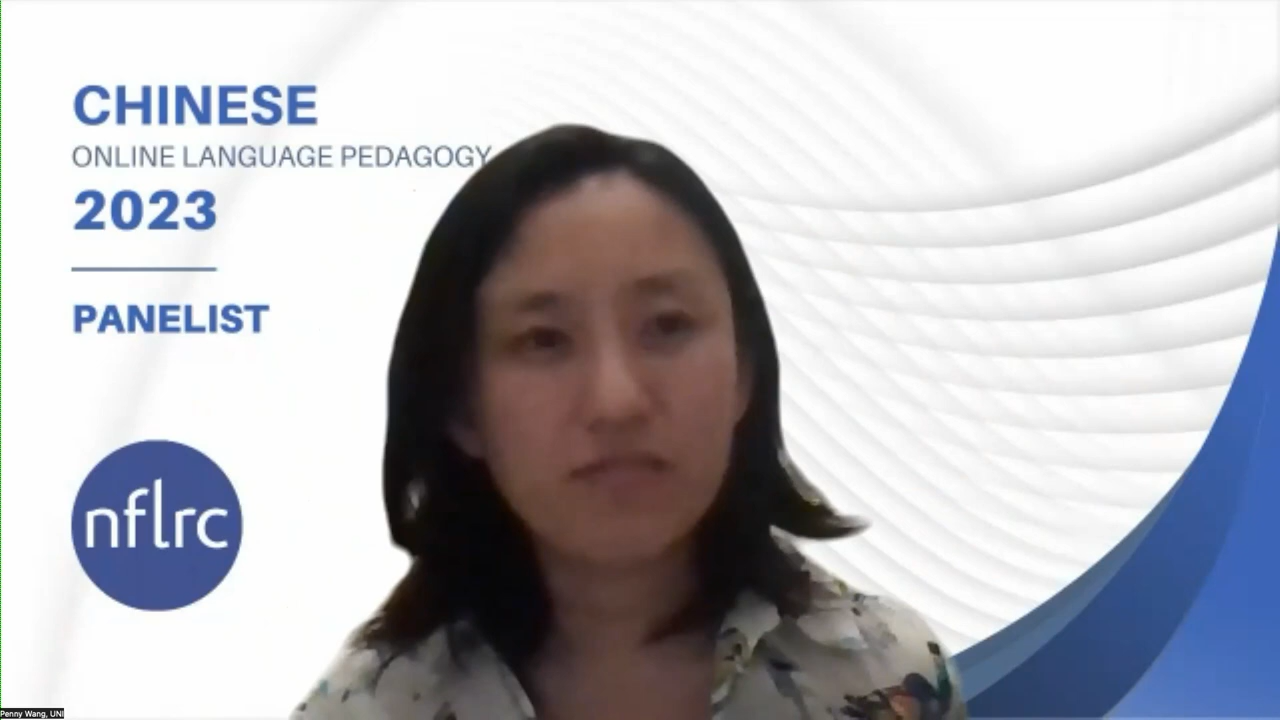 CHINESE
ONLINE LANGUAGE PEDAGOGY
2023
PANELIST
nflrc
Penny Wang, UNI